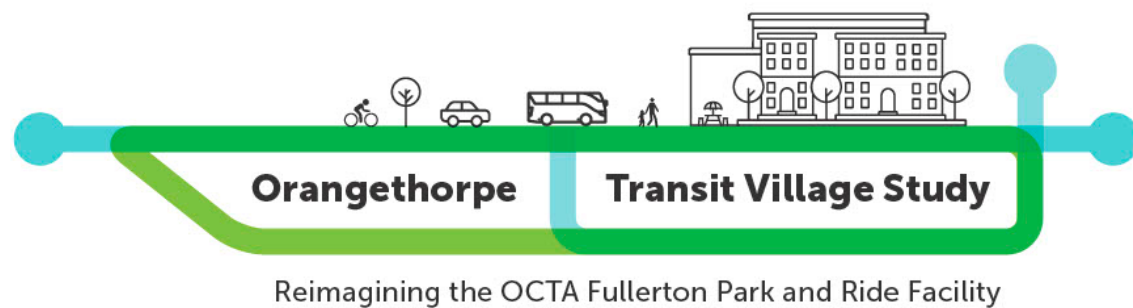 Orangethorpe Transit Village Study
Reimagining the OCTA Fullerton Park and Ride Facility